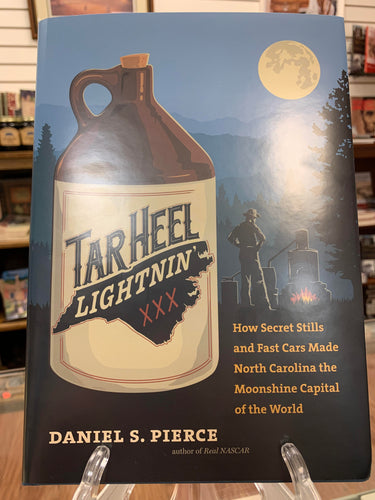 TAR HEEL
LIGHTNIN'
XXX
How Secret Stills
and Fast Cars Made
North Carolina the
Moonshine Capital
of the World
DANIEL S. PIERCE
author of Real NASCAR